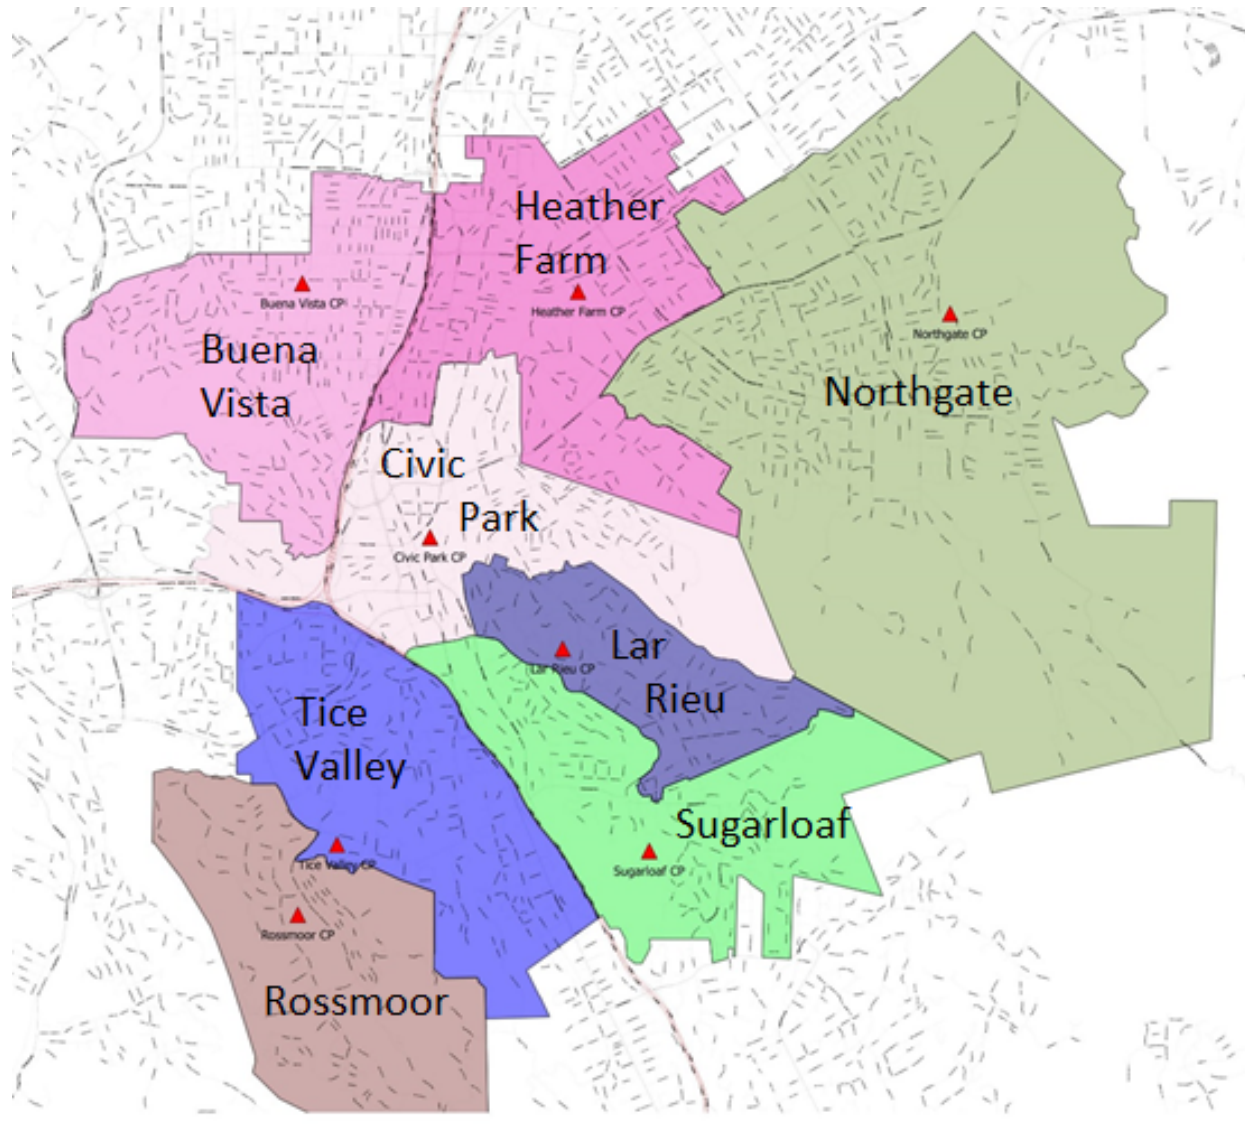 Heather
Farm
Heather Farm CP
Buena Vista CP
Buena
Vista
Northgate CP
Northgate
Civic
Park
Civic Park CP
Lar
Rieu
Lar Rieu CP
Tice
Valley
Tice Valley CP
Sugarloaf
Sugarloaf CP
Rossmoor CP
Rossmoor